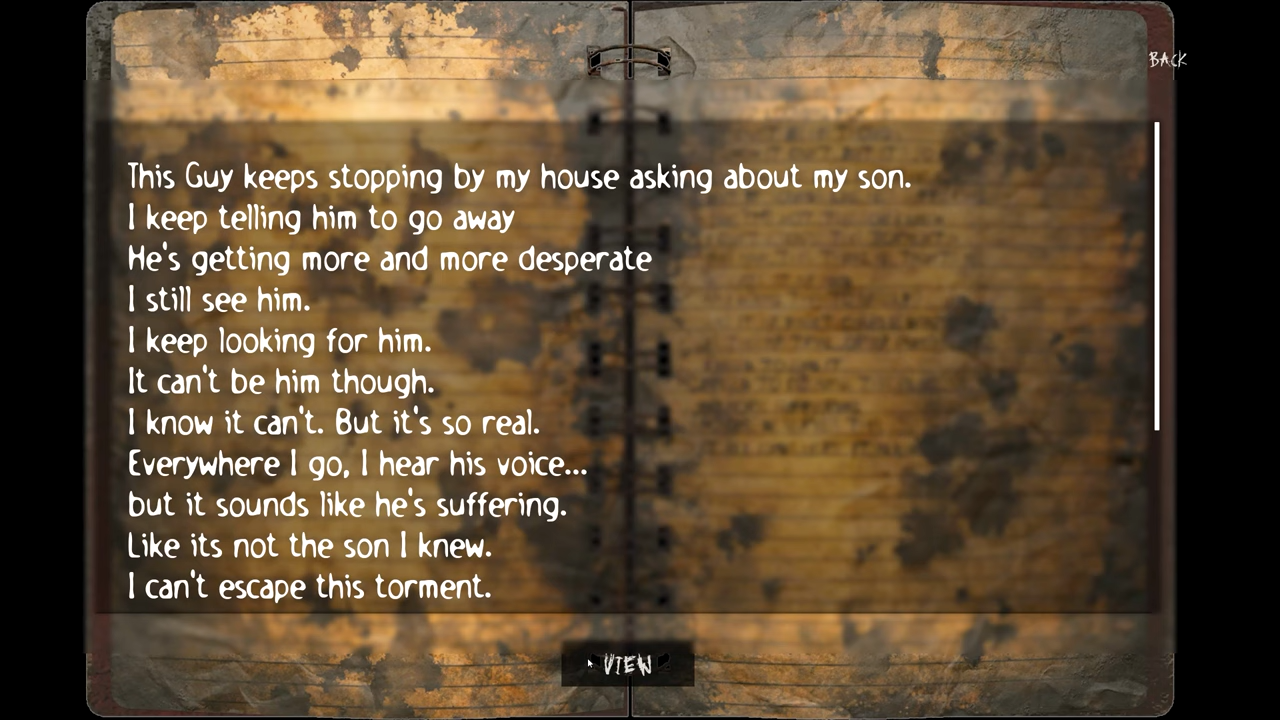 BACK
This Guy keeps stopping by my house asking about my son.
I keep telling him to go away
He's getting more and more desperate
I still see him.
I keep looking for him.
It can't be him though.
I know it can't. But it's so real.
Everywhere I go, I hear his voice...
but it sounds like he's suffering.
Like its not the son I knew.
I can't escape this torment.
VIEW